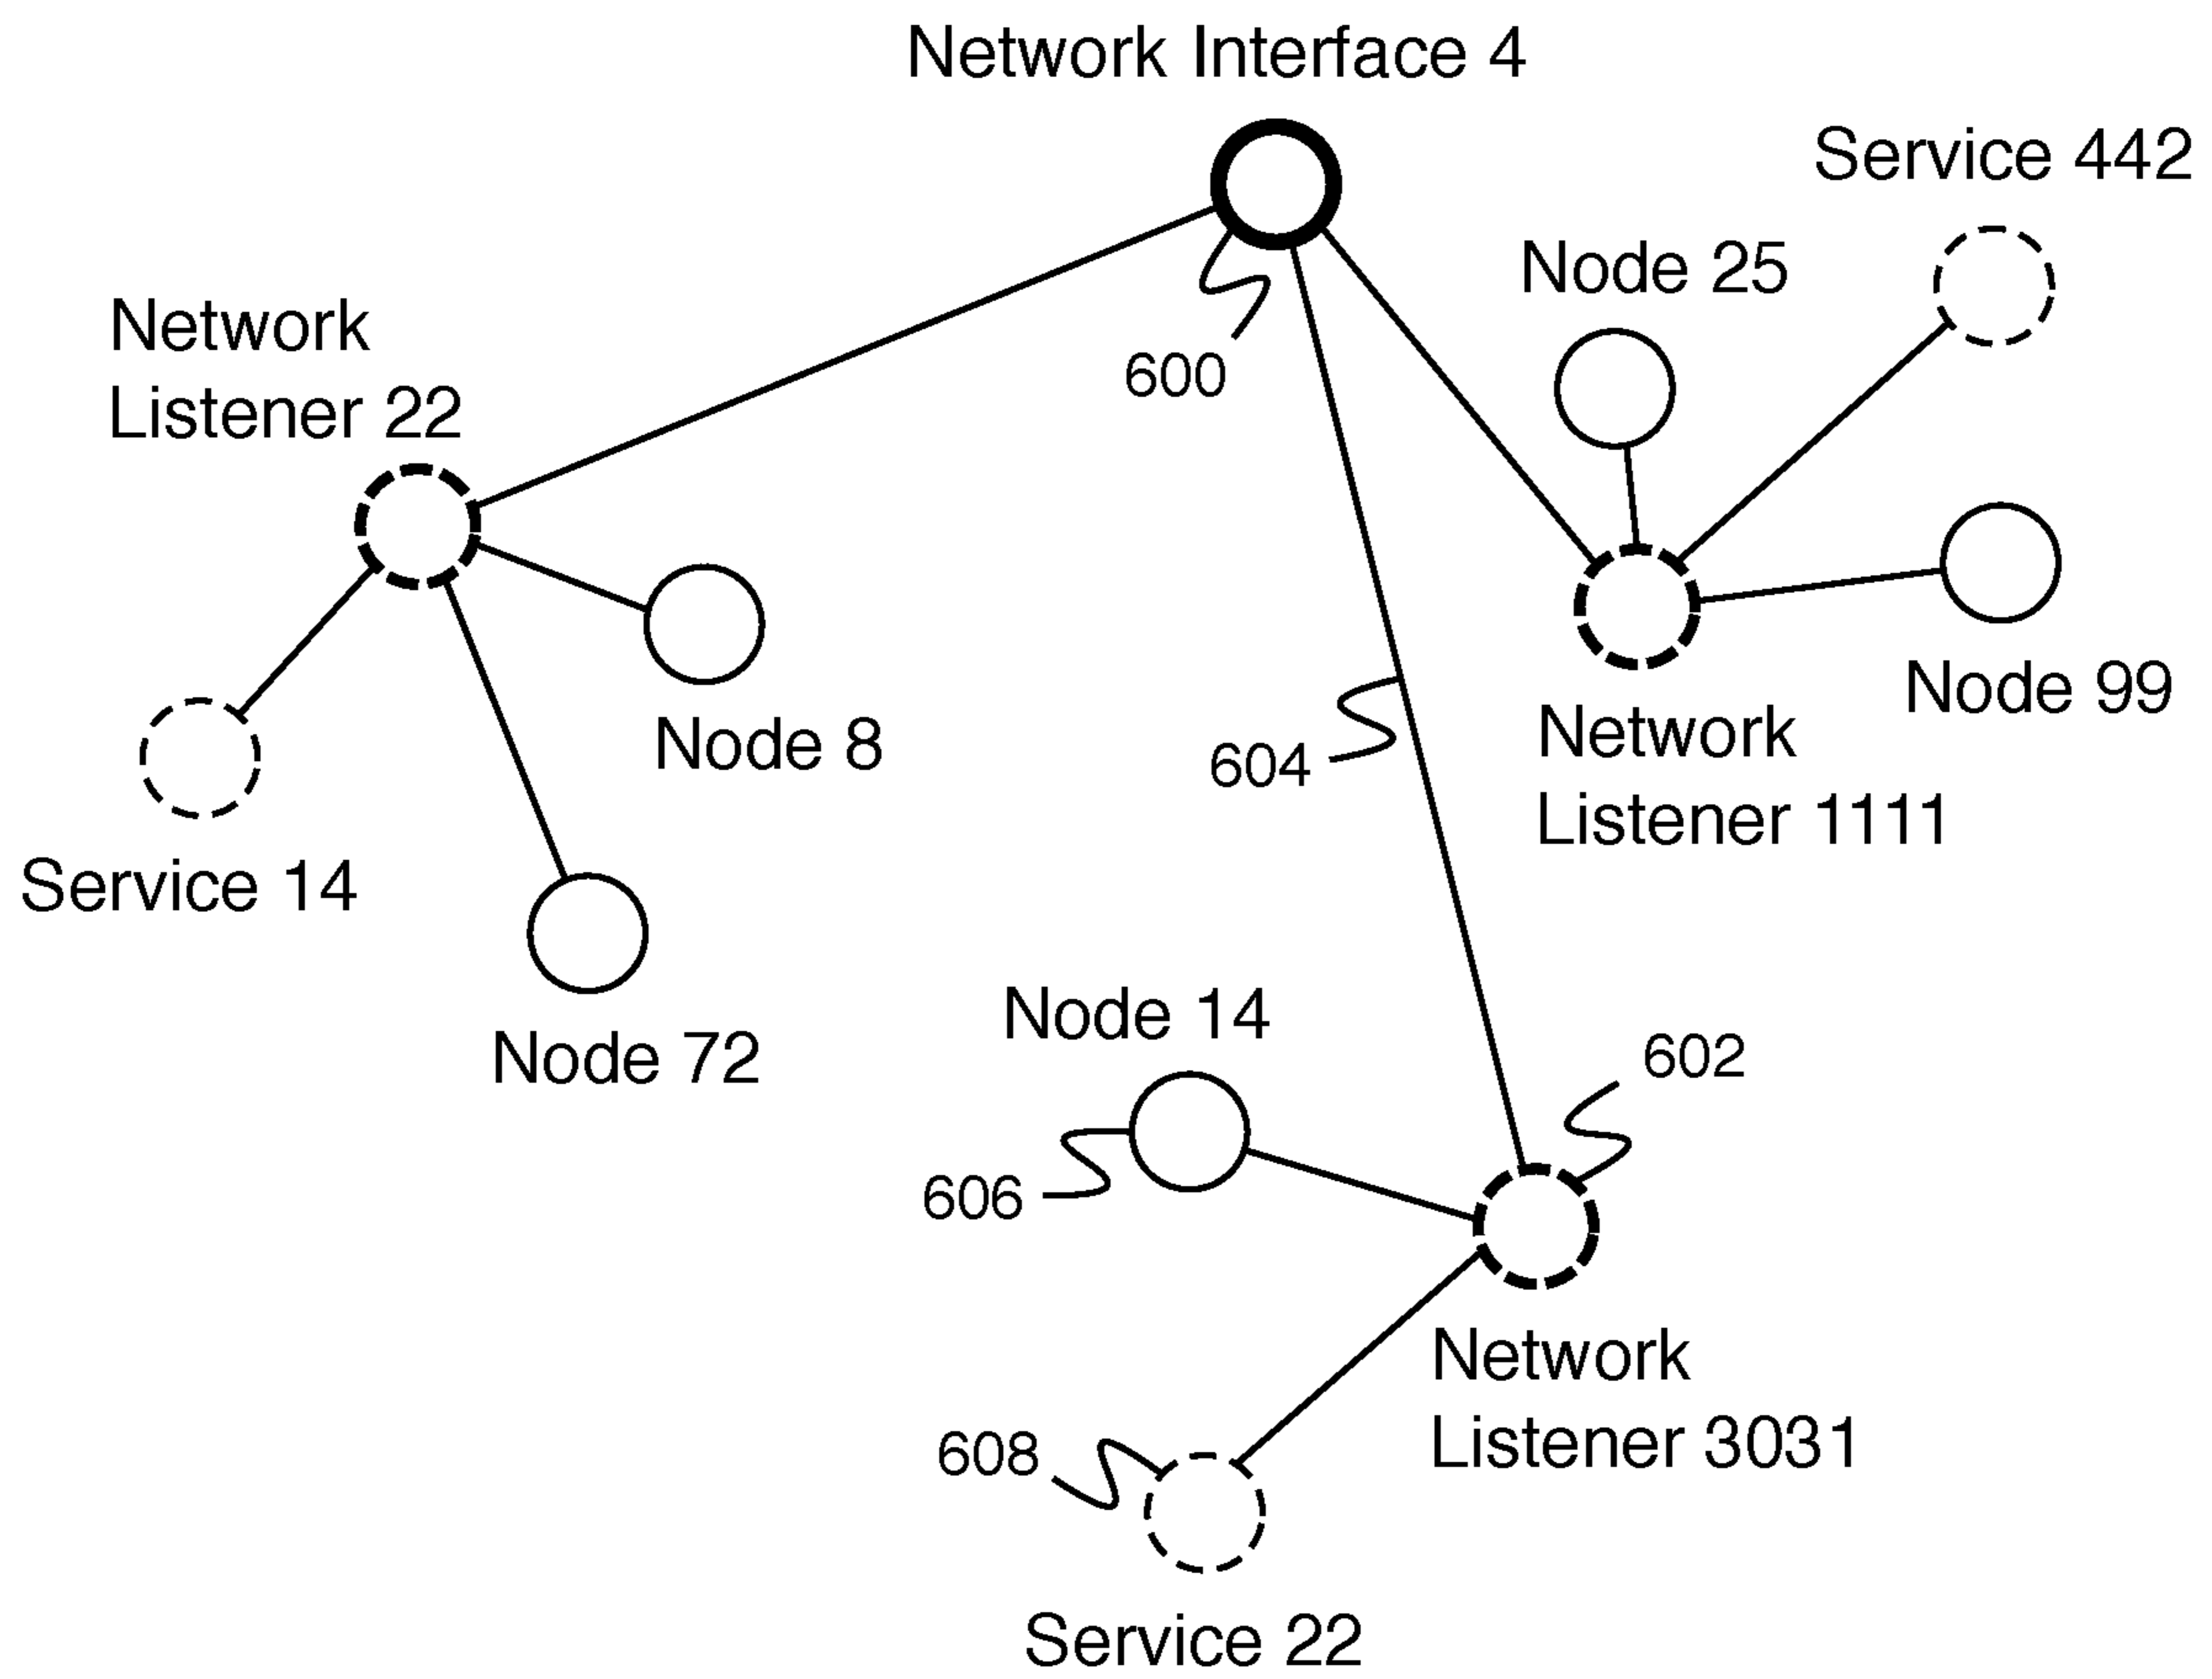 Network Interface 4
Service 442
Node 25
Network
Listener 22
600
Node 99
Node 8
604
Network
Listener 1111
Service 14
Node 14
Node 72
602
606
Network
Listener 3031
608
Service 22